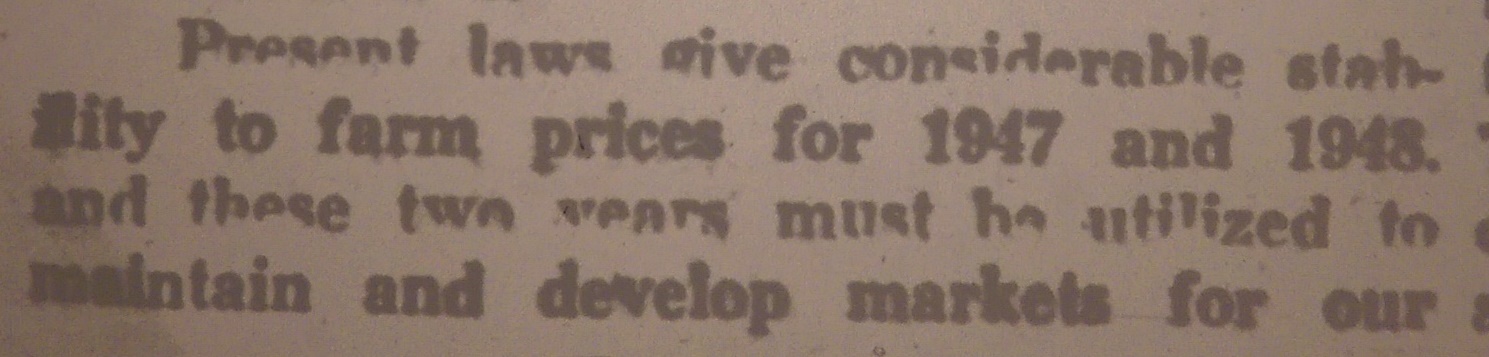 Present laws give considerable stab-
ility to farm prices for 1947 and 1948.
and these two years must be utilized to
maintain and develop markets for our